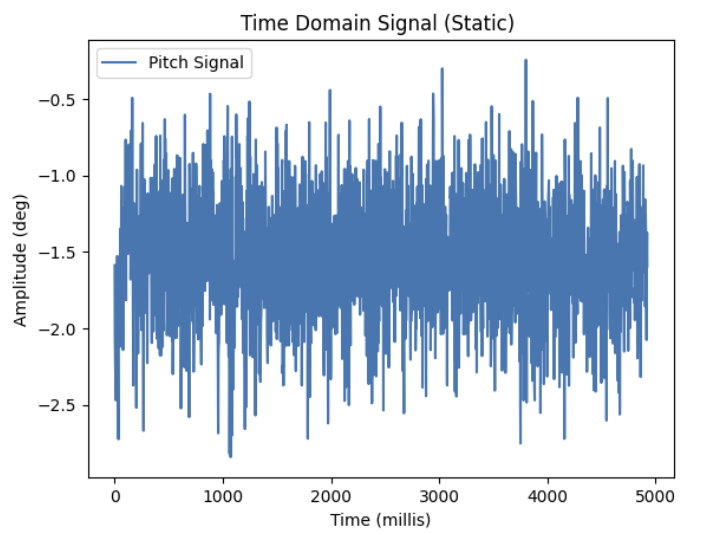 Time Domain Signal (Static)
Pitch Signal
−0.5
−1.0
−1.5
−2.0
−2.5
Amplitude (deg)
0 1000 2000 3000 4000 5000
Time (millis)